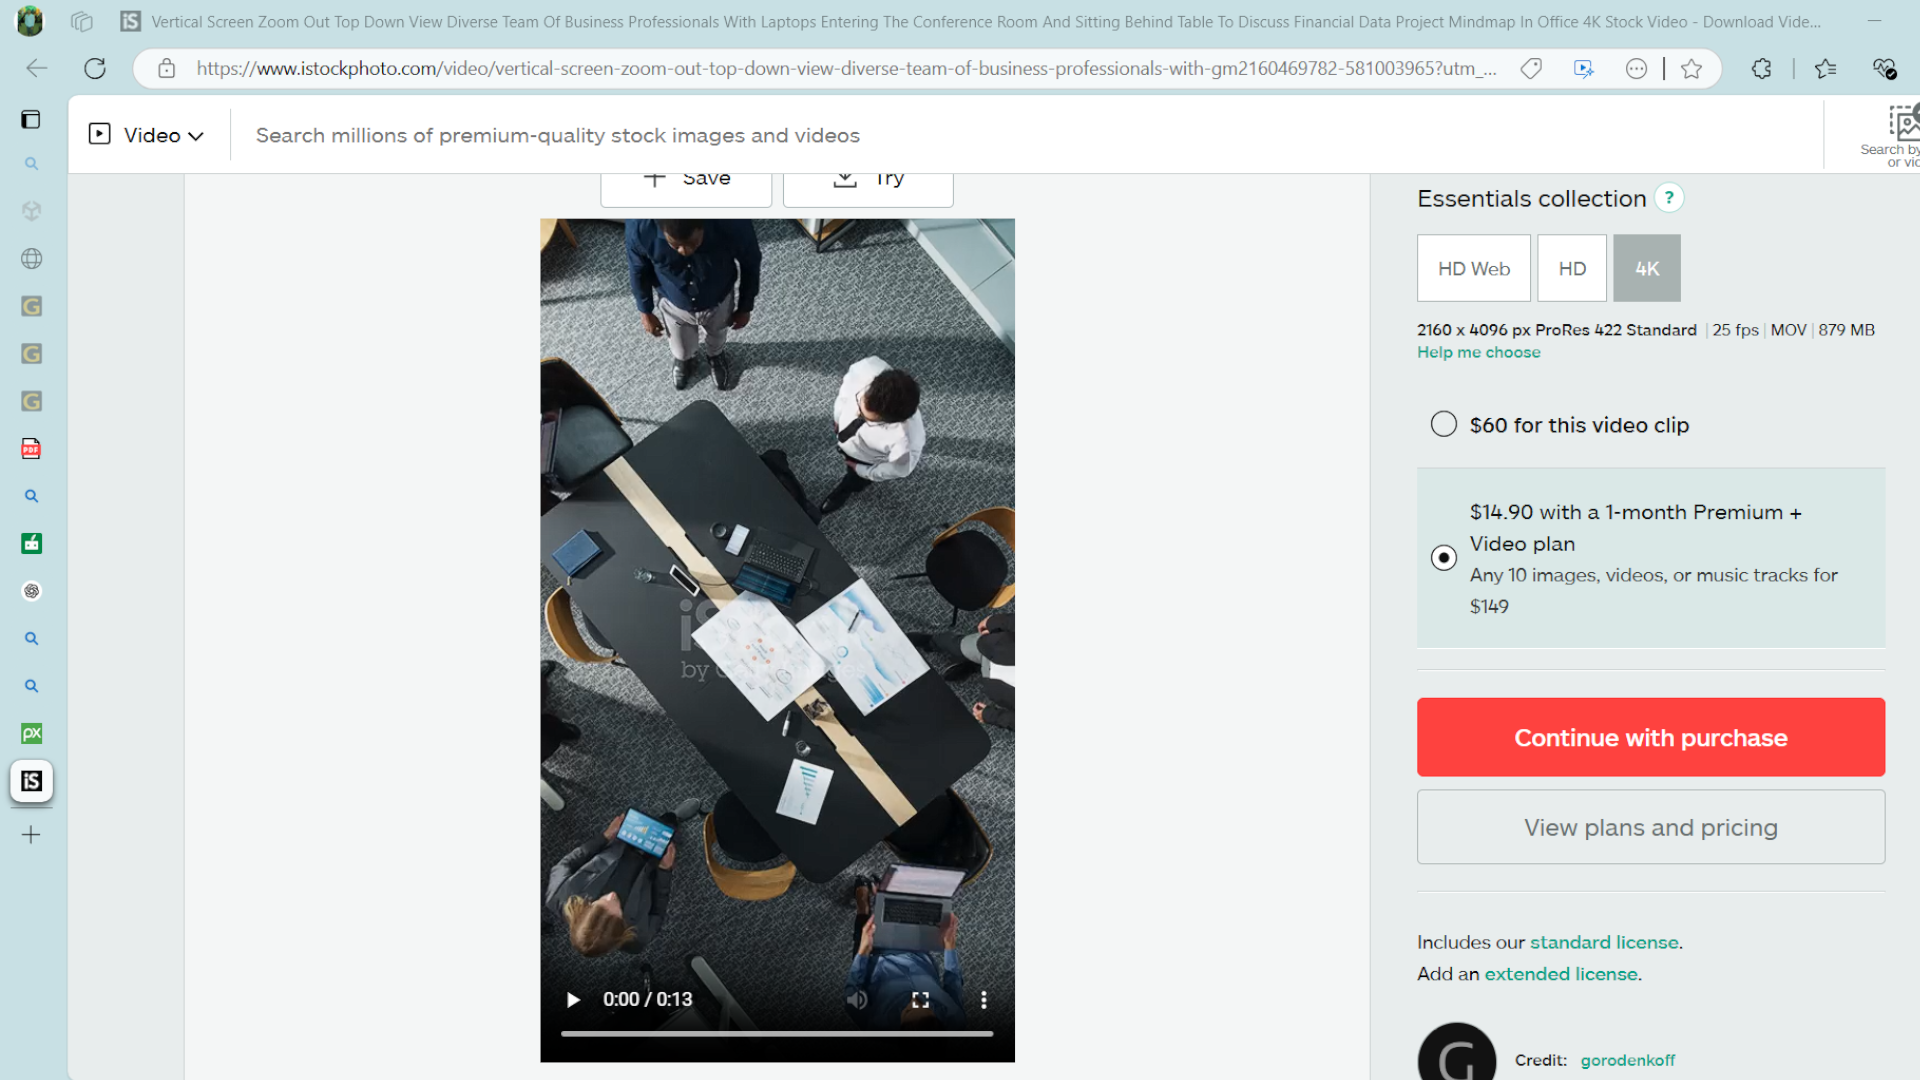 Vertical Screen Zoom Out Top Down View Diverse Team Of Business Professionals With Laptops Entering The Conference Room And Sitting Behind Table To Discuss Financial Data Project Mindmap In Office 4K Stock Video - Download Vide...
https://www.istockphoto.com/video/vertical-screen-zoom-out-top-down-view-diverse-team-of-business-professionals-with-gm2160469782-581003965?utm_...
Video
Search millions of premium-quality stock images and videos
Search by
or vid
Save
Try
Essentials collection ?
HD Web
HD
4K
2160 x 4096 px ProRes 422 Standard | 25 fps | MOV | 879 MB
Help me choose
$60 for this video clip
$14.90 with a 1-month Premium +
Video plan
Any 10 images, videos, or music tracks for
$149
Continue with purchase
View plans and pricing
Includes our standard license.
Add an extended license.
G
Credit: gorodenkoff
0:00 / 0:13
by
iS
G
G
G
PDF
px
iS